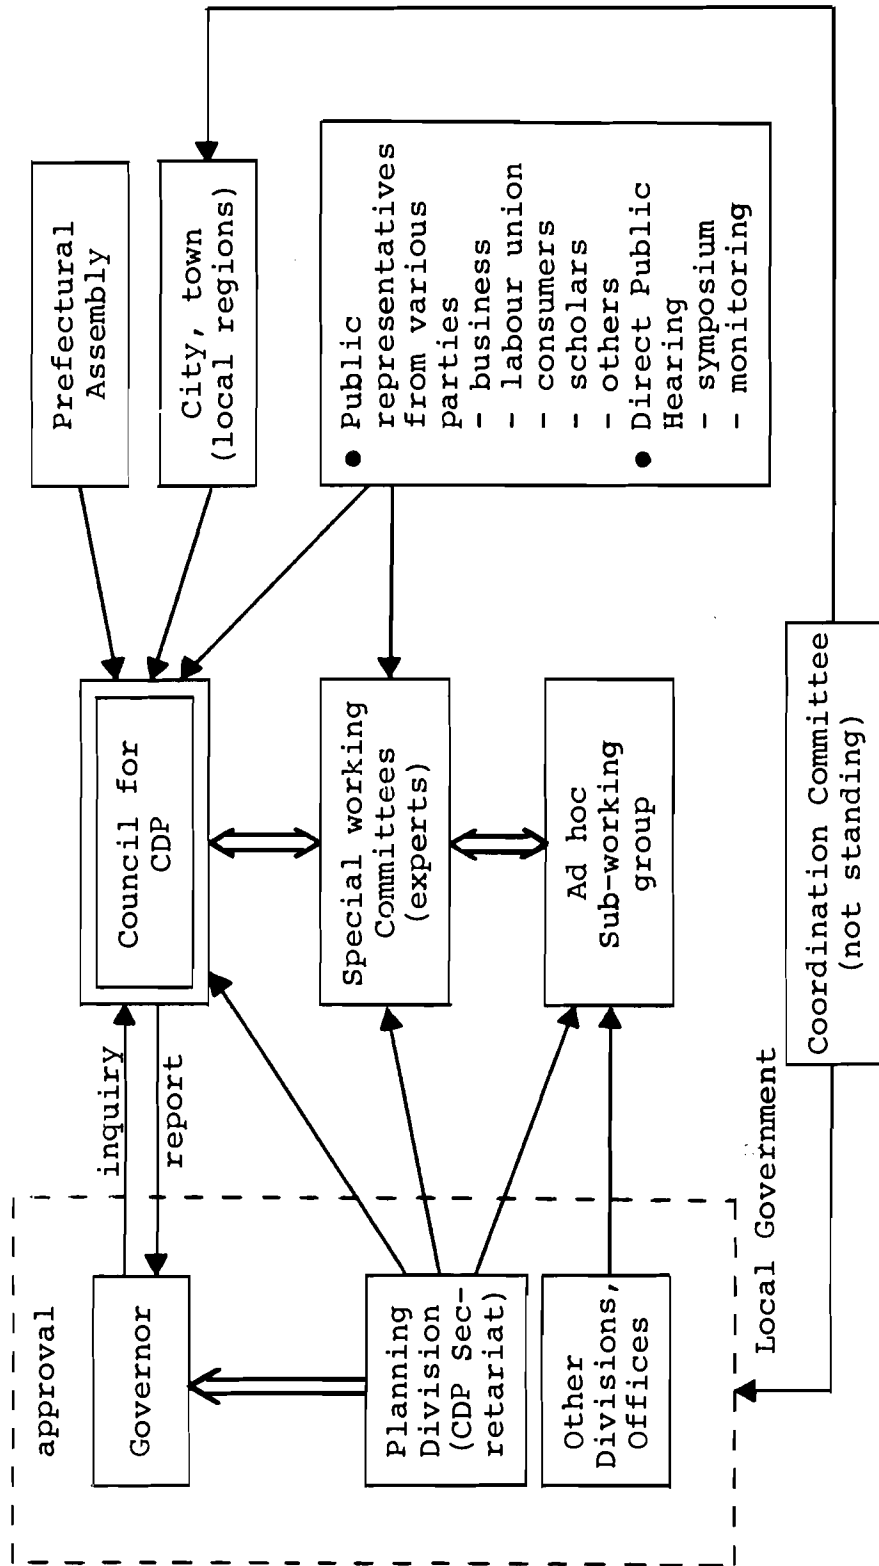 approval
Governor
Planning
Division
(CDP Sec-
retariat)
Other
Divisions,
Offices
Local Government
inquiry
report
Council for
CDP
Special working
Committees
(experts)
Ad hoc
Sub-working
group
Coordination Committee
(not standing)
Prefectural
Assembly
City, town
(local regions)
● Public
representatives
from various
parties
- business
- labour union
- consumers
- scholars
- others
● Direct Public
Hearing
- symposium
- monitoring